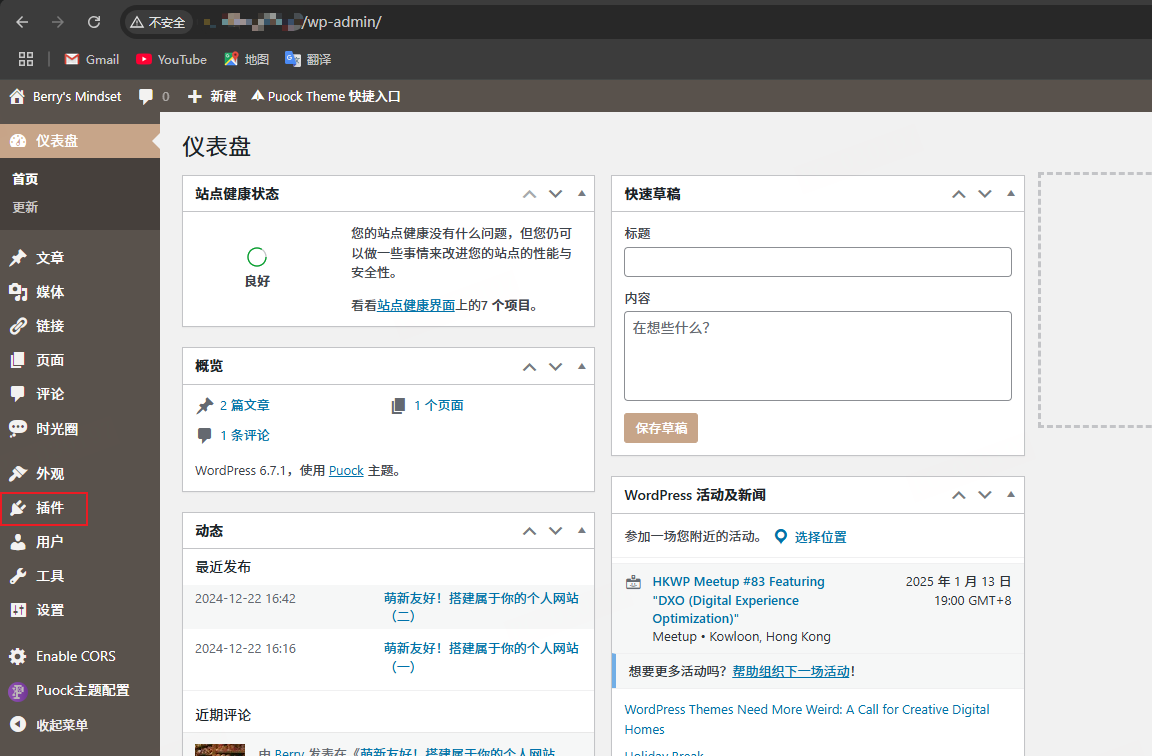 不安全 /wp-admin/
Gmail YouTube 地图 翻译
Berry's Mindset 0 新建 Puock Theme 快捷入口
仪表盘
首页
更新
文章
媒体
链接
页面
评论
时光圈
外观
插件
用户
工具
设置
Enable CORS
Puock主题配置
收起菜单
仪表盘
站点健康状态
良好
您的站点健康没有什么问题，但您仍可
以做一些事情来改进您的站点的性能与
安全性。
看看站点健康界面上的7 个项目。
概览
2 篇文章 1 个页面
1 条评论
WordPress 6.7.1，使用 Puock 主题。
动态
最近发布
2024-12-22 16:42 萌新友好！搭建属于你的个人网站
（二）
2024-12-22 16:16 萌新友好！搭建属于你的个人网站
（一）
近期评论
由 Berry 发表在《萌新友好！搭建属于你的个人网站
快速草稿
标题
内容
在想些什么？
保存草稿
WordPress 活动及新闻
参加一场您附近的活动。 选择位置
HKWP Meetup #83 Featuring 2025 年 1 月 13 日
"DXO (Digital Experience 19:00 GMT+8
Optimization)"
Meetup • Kowloon, Hong Kong
想要更多活动吗？帮助组织下一场活动！
WordPress Themes Need More Weird: A Call for Creative Digital
Homes
Holiday Break